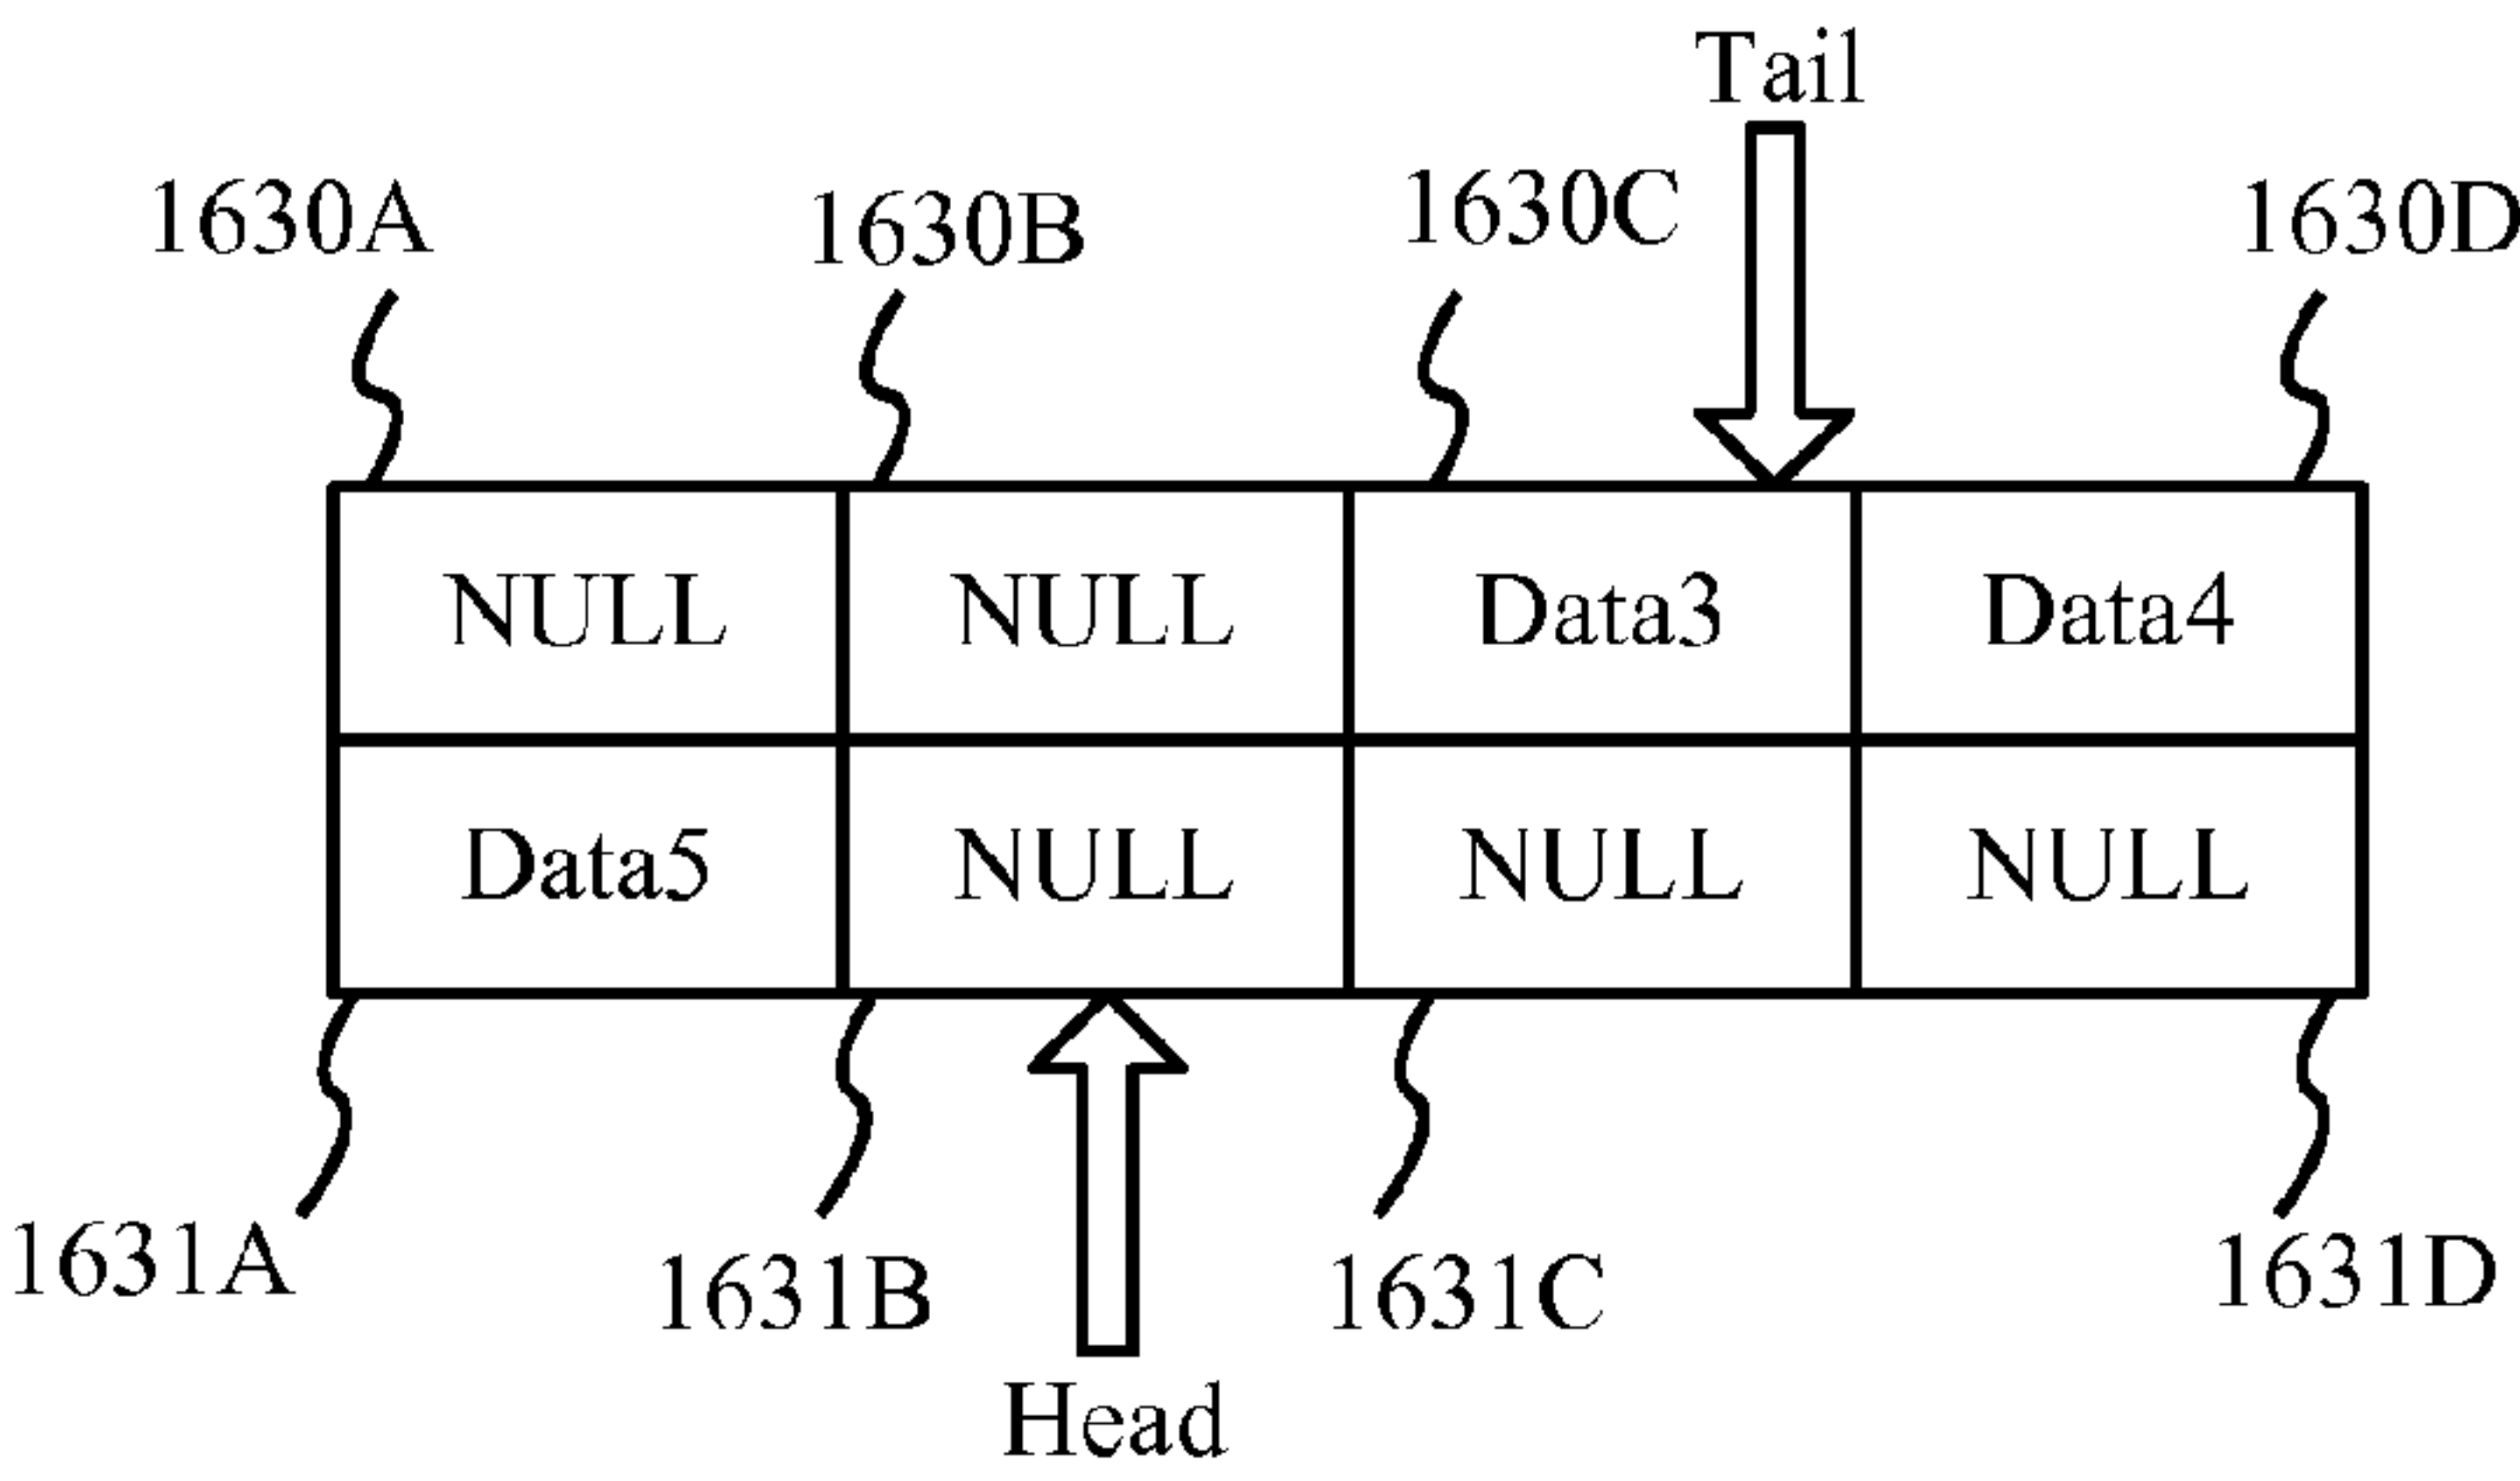 Tail
1630A 1630B 1630C 1630D
NULL NULL Data3 Data4
Data5 NULL NULL NULL
1631A 1631B 1631C 1631D
Head